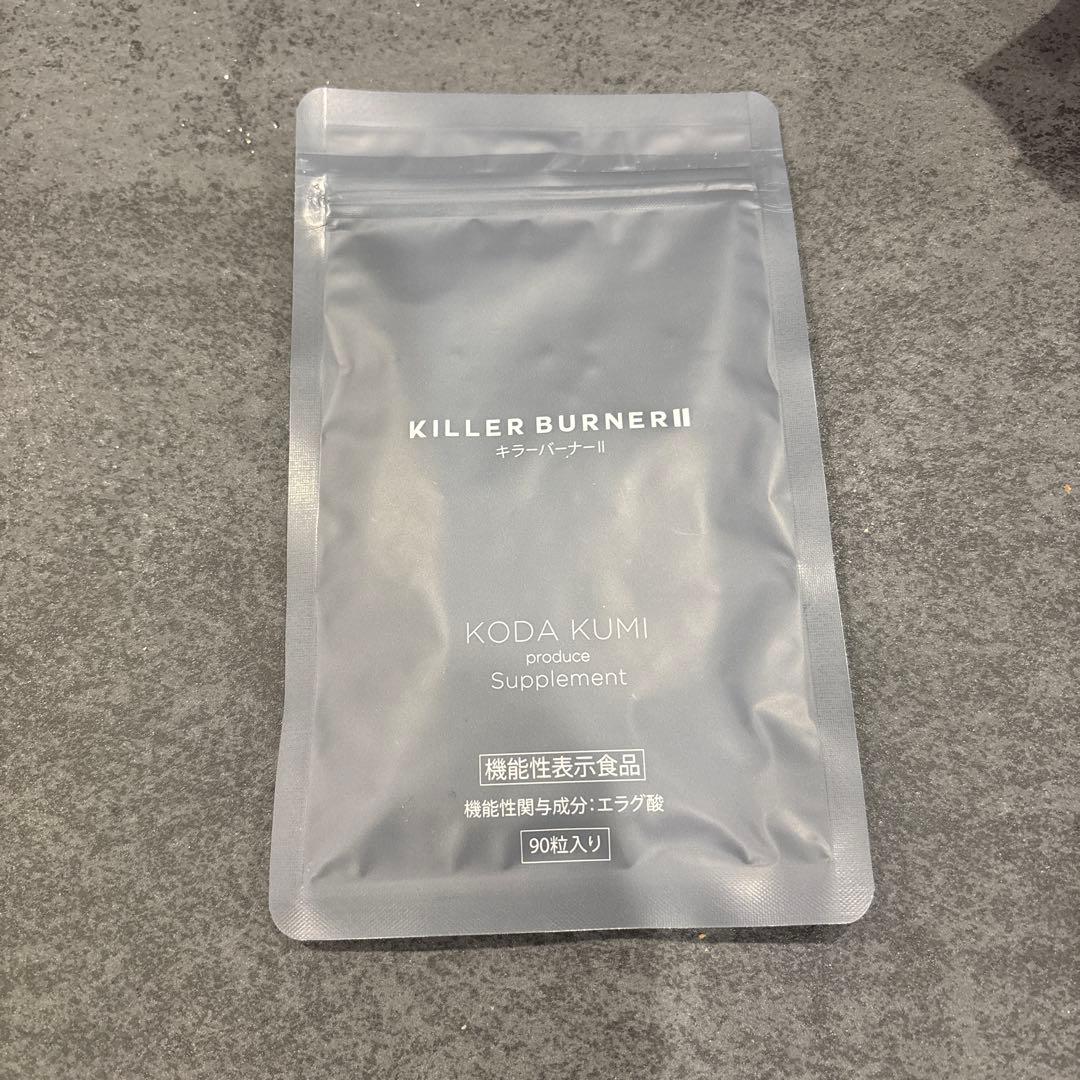 KILLER BURNERⅡ
キラーバーナーⅡ
KODA KUMI
produce
Supplement
機能性表示食品
機能性関与成分：エラグ酸
90粒入り